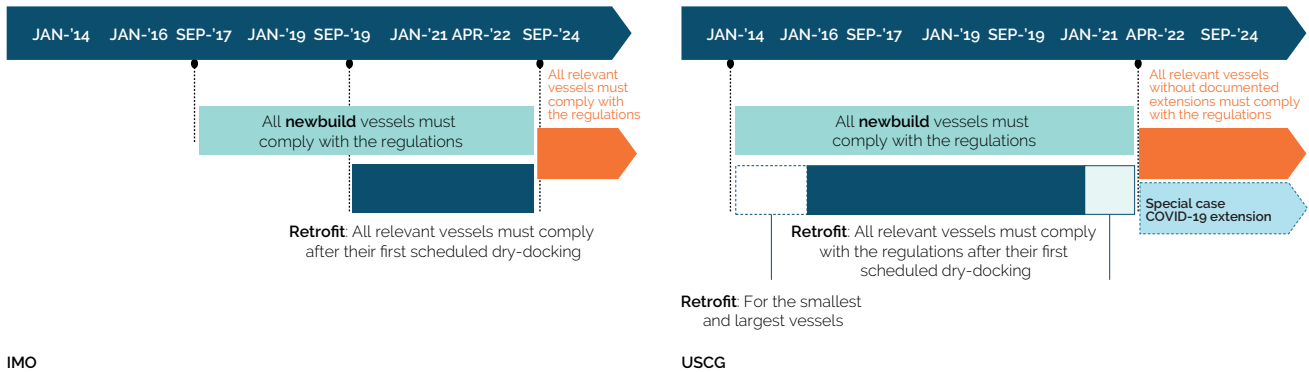 JAN-'14 JAN-'16 SEP-'17 JAN-'19 SEP-'19 JAN-'21 APR-'22 SEP-'24
All relevant
vessels must
comply with
the regulations
All newbuild vessels must
comply with the regulations
Retrofit: All relevant vessels must comply
after their first scheduled dry-docking
IMO
JAN-'14 JAN-'16 SEP-'17 JAN-'19 SEP-'19 JAN-'21 APR-'22 SEP-'24
All relevant vessels
without documented
extensions must comply
with the regulations
All newbuild vessels must
comply with the regulations
Special case
COVID-19 extension
Retrofit: All relevant vessels must comply
with the regulations after their first
scheduled dry-docking
Retrofit: For the smallest
and largest vessels
USCG